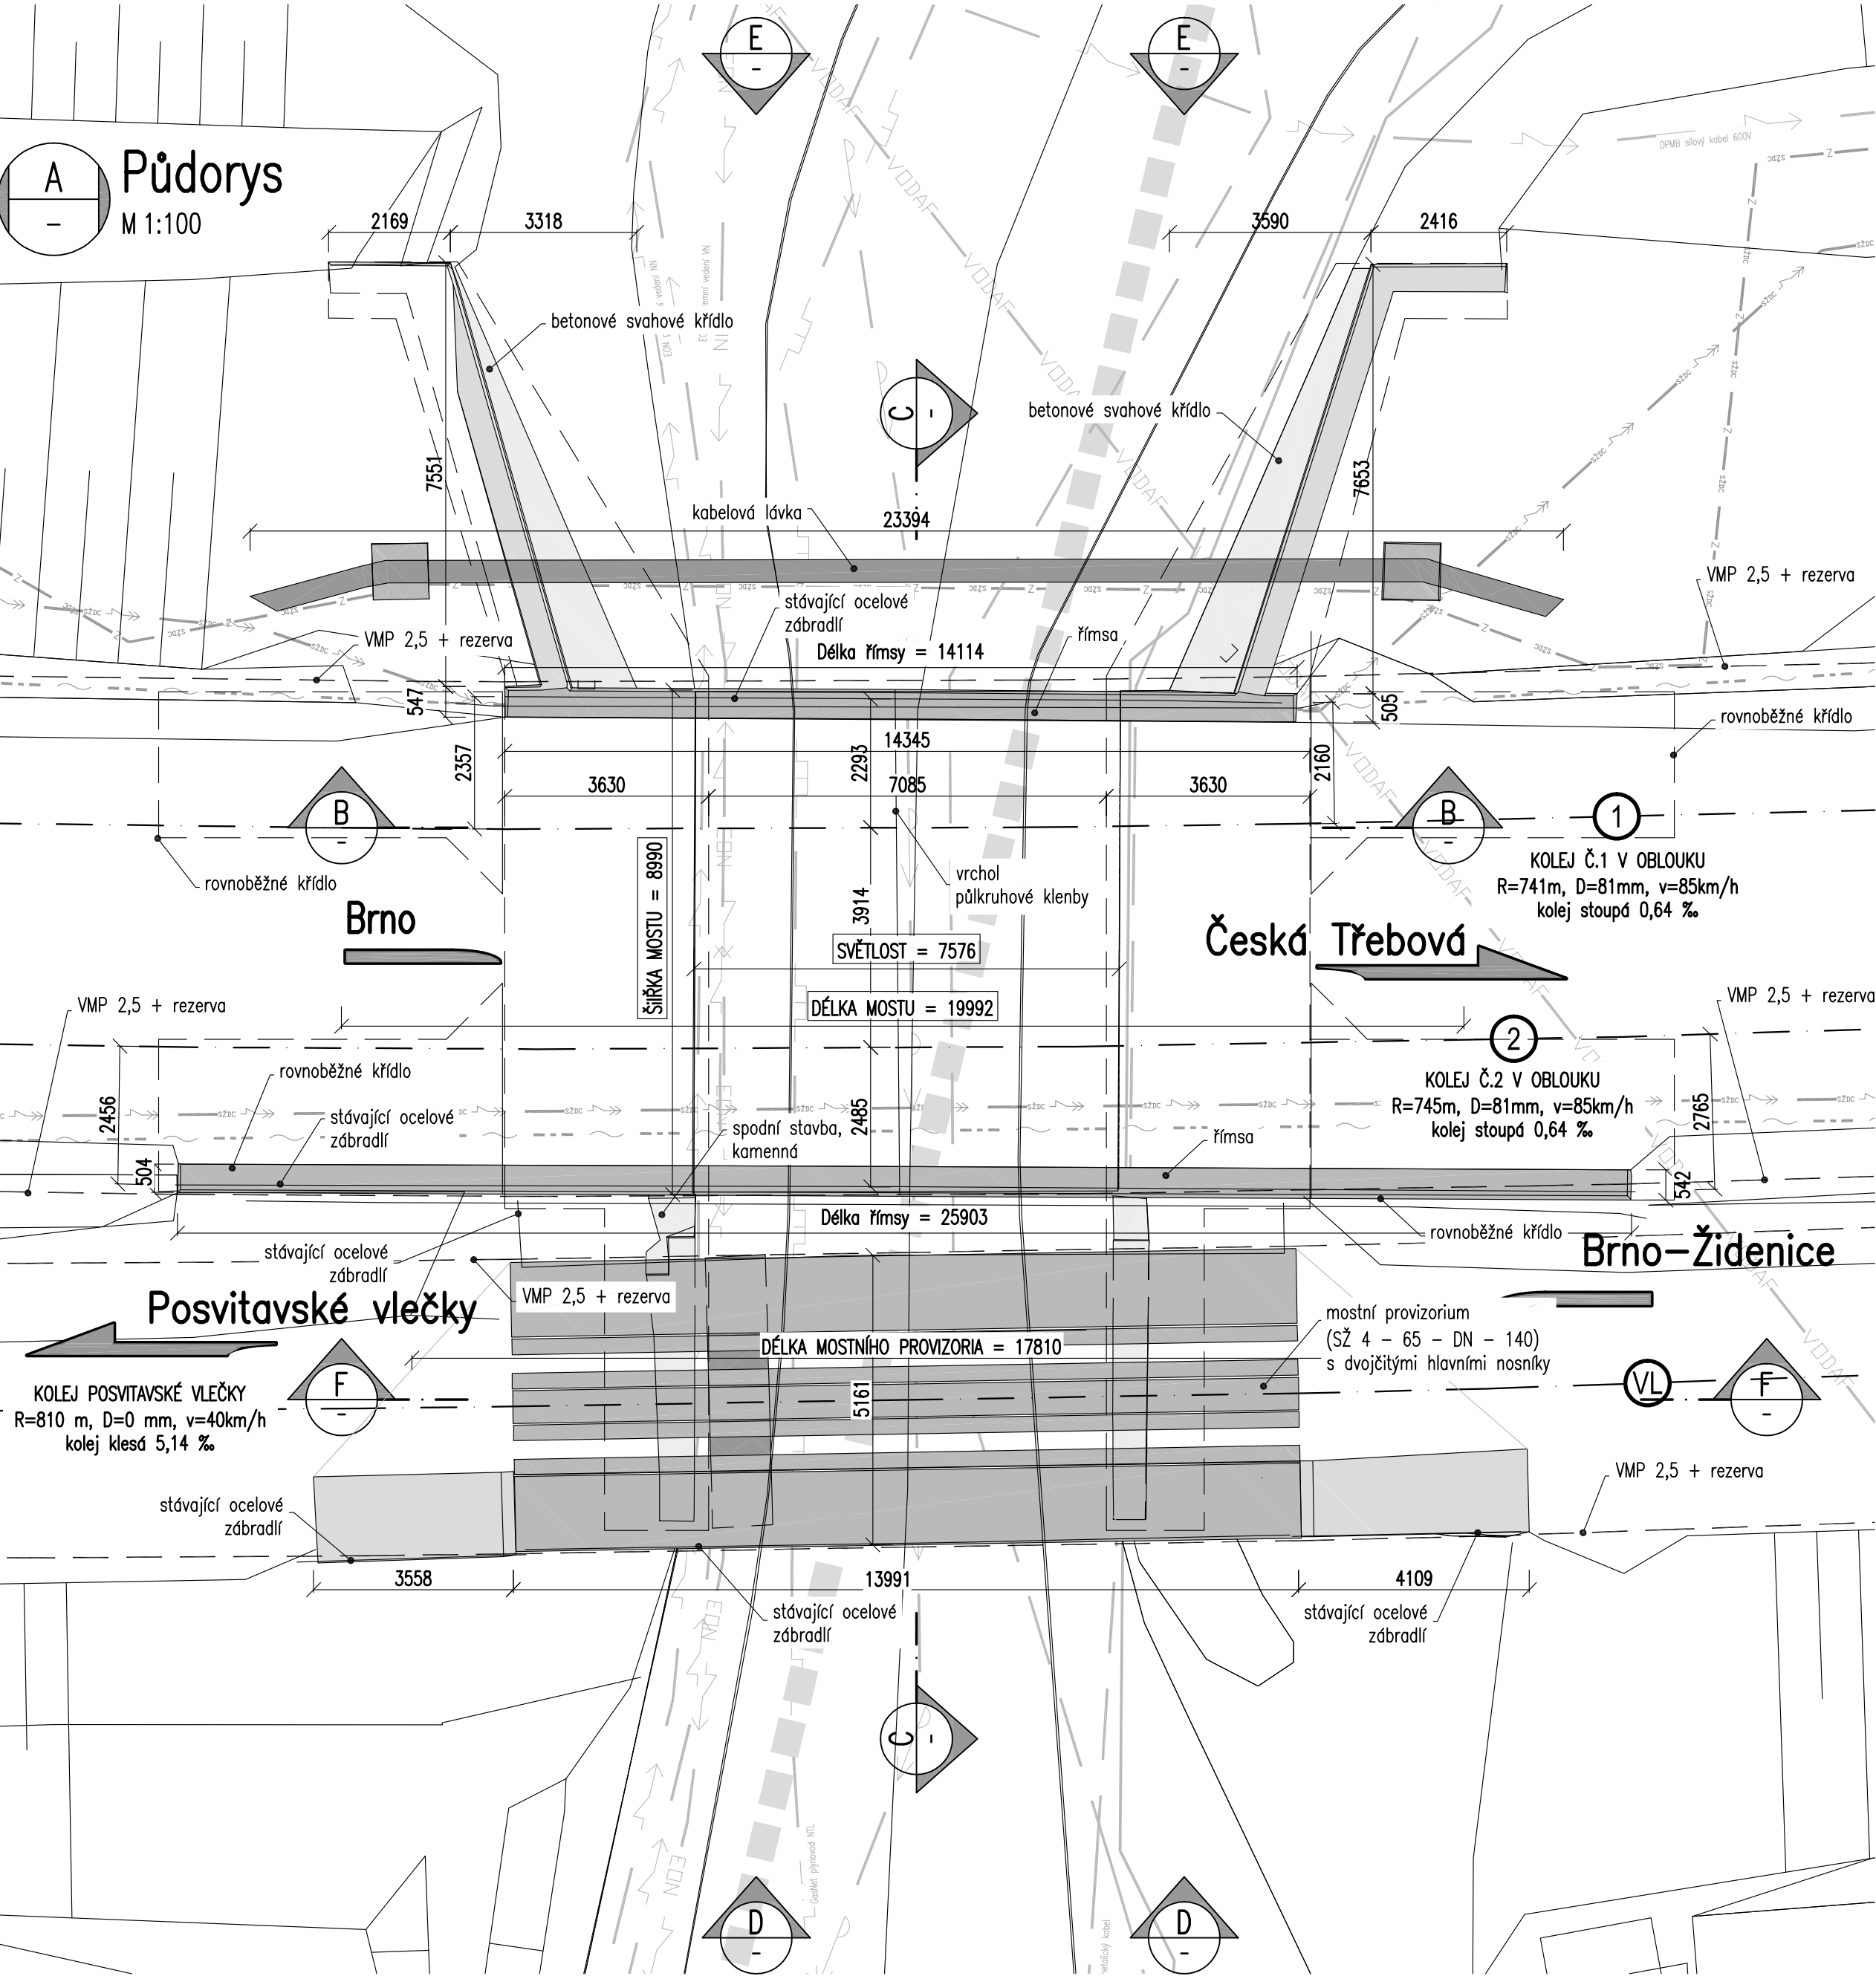 E
E
DPMB silový kabel 600V
A
-
Půdorys
M 1:100
2169
3318
3590
2416
betonové svahové křídlo
betonové svahové křídlo
C
-
7551
7653
kabelová lávka
23394
VMP 2,5 + rezerva
stávající ocelové
zábradlí
VMP 2,5 + rezerva
římsa
Délka římsy = 14114
547
505
rovnoběžné křídlo
2357
14345
2293
2160
3630
7085
3630
B
-
B
-
1
KOLEJ Č.1 V OBLOUKU
R=741m, D=81mm, v=85km/h
kolej stoupá 0,64 ‰
rovnoběžné křídlo
vrchol
půlkruhové klenby
ŠiIŘKA MOSTU = 8990
3914
Brno
SVĚTLOST = 7576
Česká Třebová
DÉLKA MOSTU = 19992
VMP 2,5 + rezerva
VMP 2,5 + rezerva
2
KOLEJ Č.2 V OBLOUKU
R=745m, D=81mm, v=85km/h
kolej stoupá 0,64 ‰
rovnoběžné křídlo
2456
stávající ocelové
zábradlí
2485
2765
spodní stavba,
kamenná
římsa
504
542
Délka římsy = 25903
rovnoběžné křídlo
stávající ocelové
zábradlí
Brno-Židenice
VMP 2,5 + rezerva
Posvitavské vlečky
mostní provizorium
(SŽ 4 - 65 - DN - 140)
s dvojčitými hlavními nosníky
DÉLKA MOSTNÍHO PROVIZORIA = 17810
F
-
5161
VL
F
-
KOLEJ POSVITAVSKÉ VLEČKY
R=810 m, D=0 mm, v=40km/h
kolej klesá 5,14 ‰
VMP 2,5 + rezerva
stávající ocelové
zábradlí
3558
13991
4109
stávající ocelové
zábradlí
stávající ocelové
zábradlí
C
-
GasNet plynovod NTL
D
-
D
-